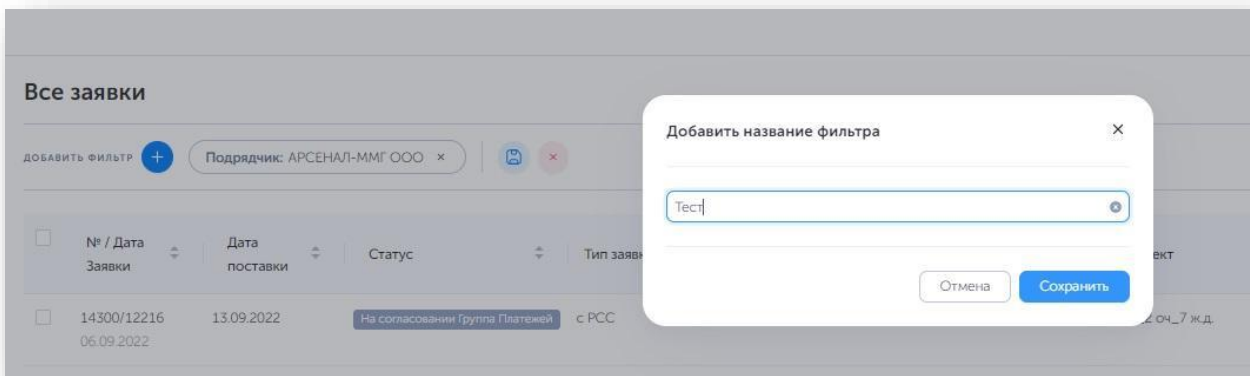 Все заявки
Добавить название фильтра
ДОБАВИТЬ ФИЛЬТР
Подрядчик: АРСЕНАЛ-ММГ ООО
Тест
№ / Дата
Заявки
Дата
поставки
Статус
Тип заяв
ект
Отмена
Сохранить
14300/12216
06.09.2022
13.09.2022
На согласовании Группа Платежей
с РСС
2 оч_7 ж.д.